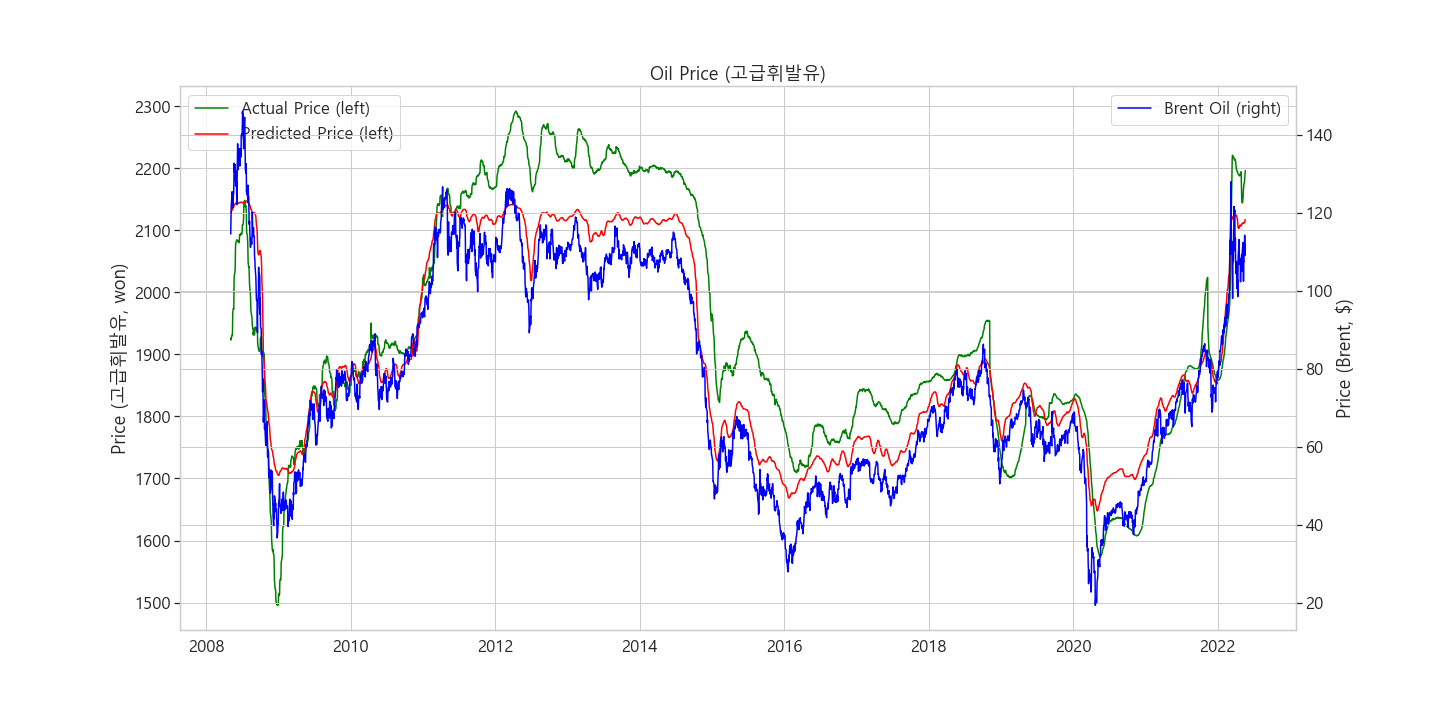 Oil Price (고급휘발유)
Actual Price (left)
Predicted Price (left)
Brent Oil (right)
Price (고급휘발유, won)
2300
2200
2100
2000
1900
1800
1700
1600
1500
140
120
100
80
60
40
20
Price (Brent, $)
2008 2010 2012 2014 2016 2018 2020 2022